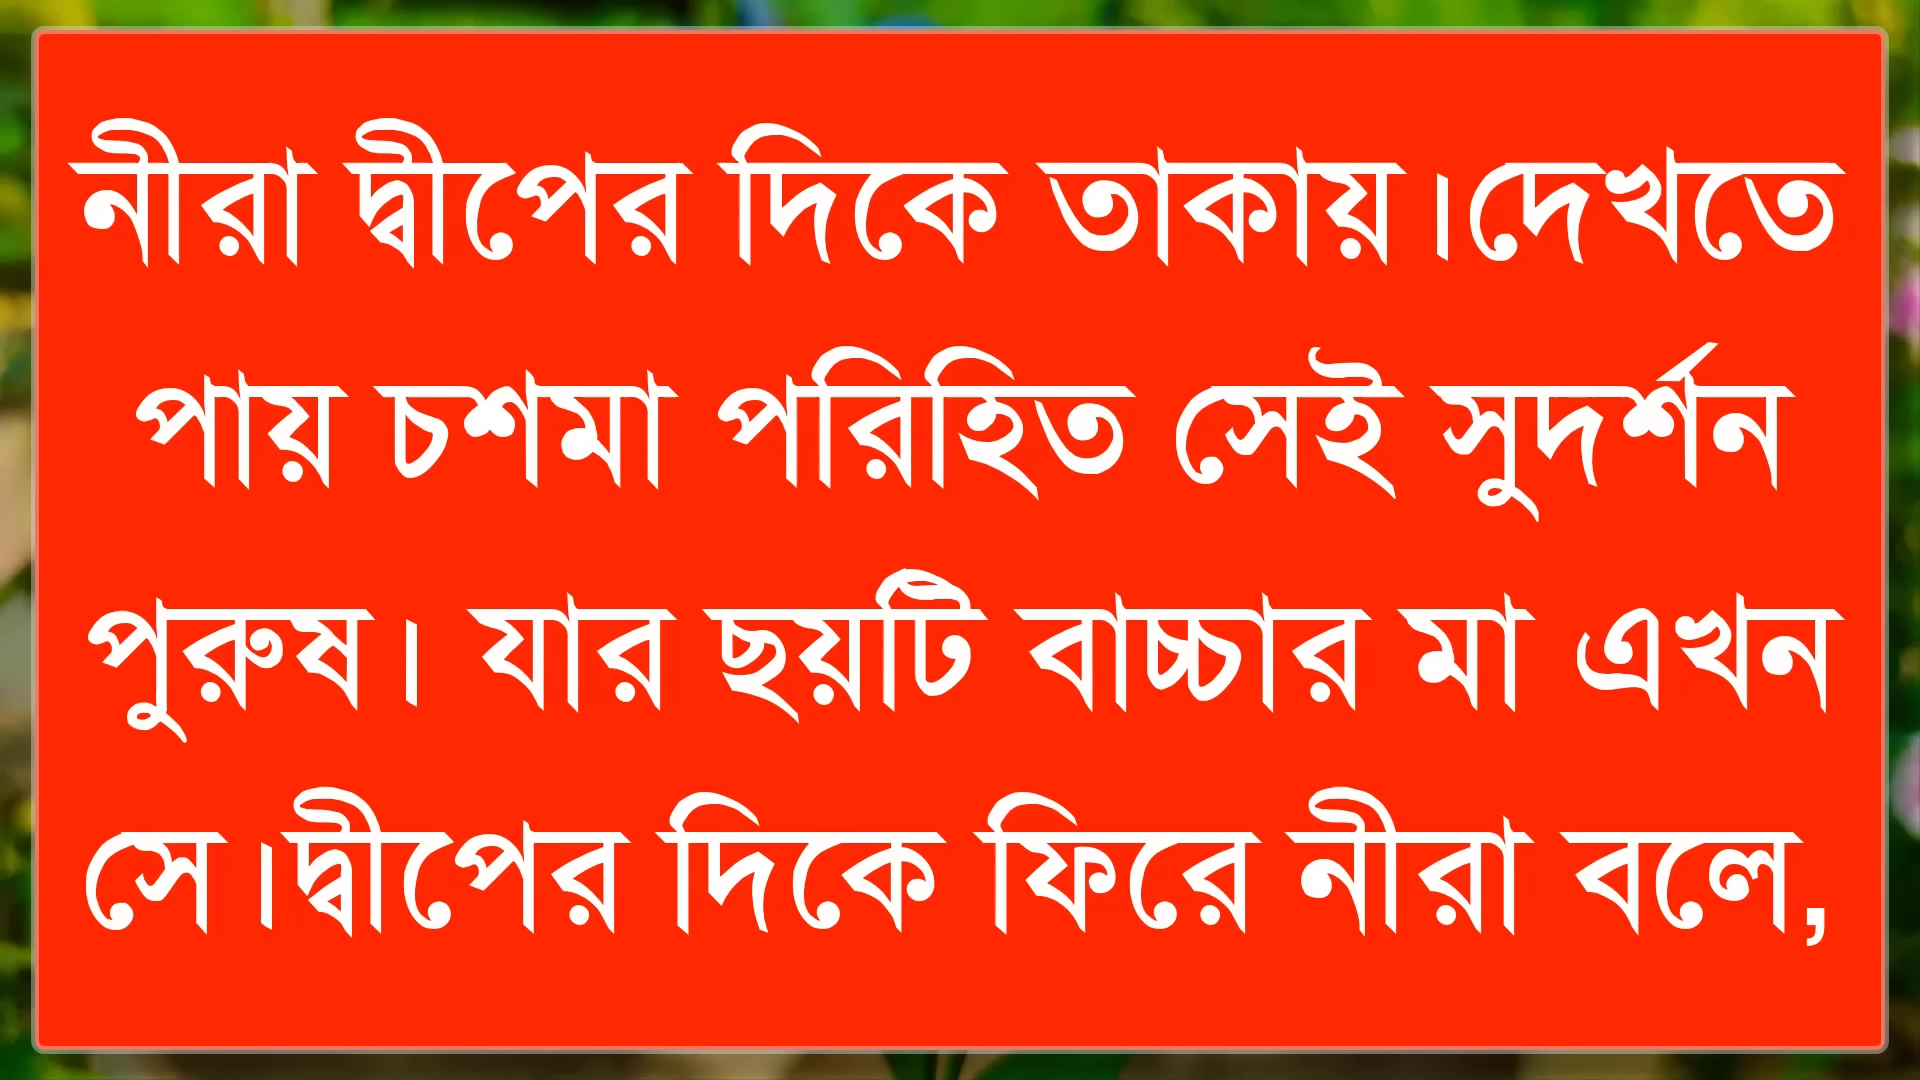 নীরা দ্বীপের দিকে তাকায়।দেখতে
পায় চশমা পরিহিত সেই সুদর্শন
পুরুষ। যার ছয়টি বাচ্চার মা এখন
সে।দ্বীপের দিকে ফিরে নীরা বলে,